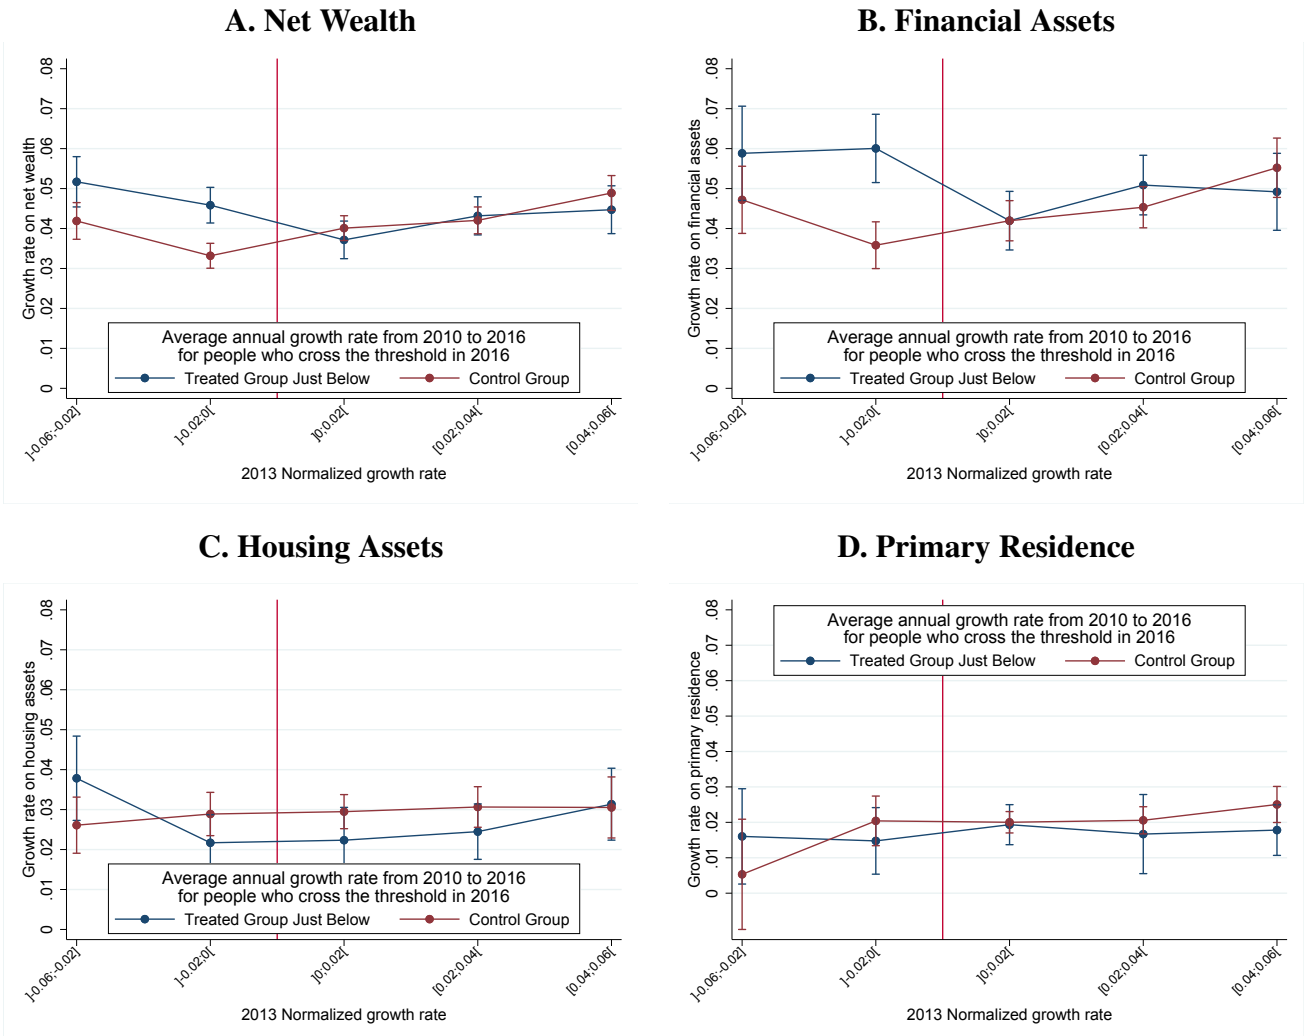 A. Net Wealth
Growth rate on net wealth
.08
.07
.06
.05
.04
.03
.02
.01
0
Average annual growth rate from 2010 to 2016
for people who cross the threshold in 2016
Treated Group Just Below
Control Group
]-0.06;-0.02]
]-0.02;0[
]0;0.02[
[0.02;0.04[
[0.04;0.06[
2013 Normalized growth rate
B. Financial Assets
Growth rate on financial assets
.08
.07
.06
.05
.04
.03
.02
.01
0
Average annual growth rate from 2010 to 2016
for people who cross the threshold in 2016
Treated Group Just Below
Control Group
]-0.06;-0.02]
]-0.02;0[
]0;0.02[
[0.02;0.04[
[0.04;0.06[
2013 Normalized growth rate
C. Housing Assets
Growth rate on housing assets
.08
.07
.06
.05
.04
.03
.02
.01
0
Average annual growth rate from 2010 to 2016
for people who cross the threshold in 2016
Treated Group Just Below
Control Group
]-0.06;-0.02]
]-0.02;0[
]0;0.02[
[0.02;0.04[
[0.04;0.06[
2013 Normalized growth rate
D. Primary Residence
Growth rate on primary residence
.08
.07
.06
.05
.04
.03
.02
.01
0
Average annual growth rate from 2010 to 2016
for people who cross the threshold in 2016
Treated Group Just Below
Control Group
]-0.06;-0.02]
]-0.02;0[
]0;0.02[
[0.02;0.04[
[0.04;0.06[
2013 Normalized growth rate